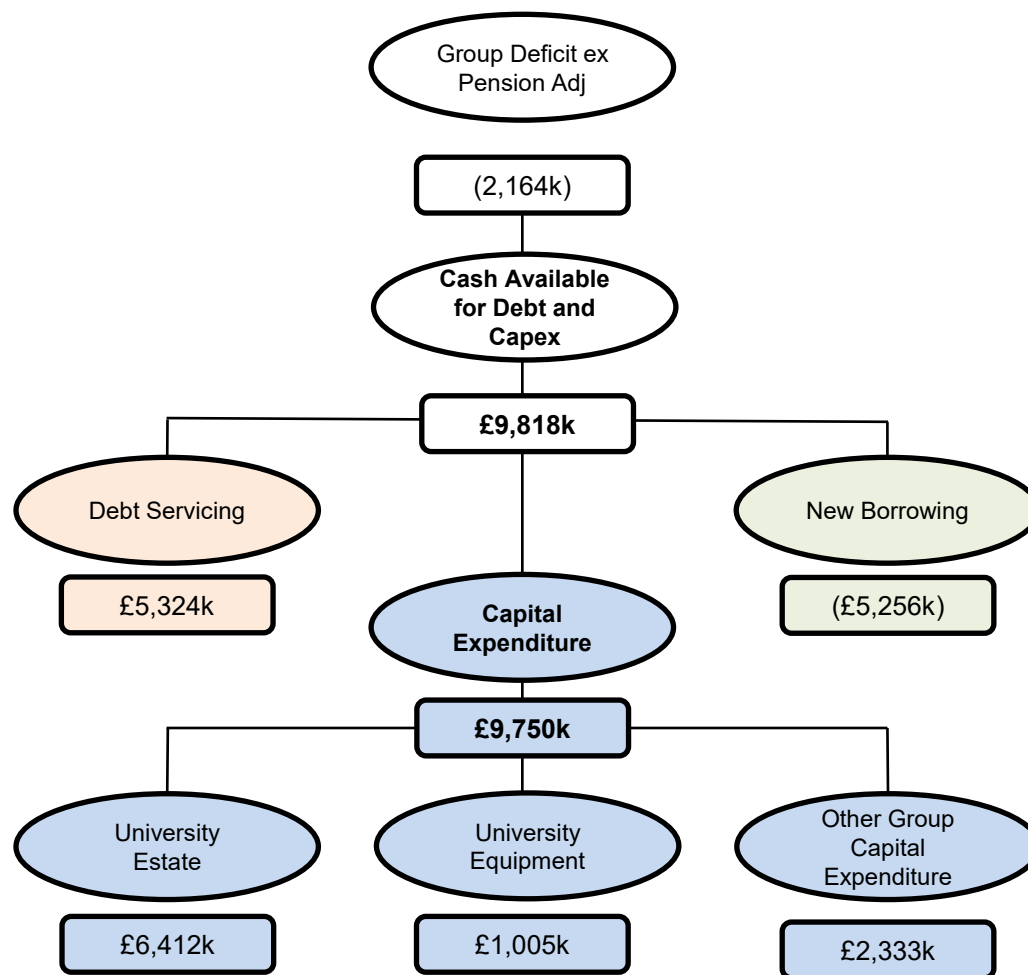 Group Deficit ex
Pension Adj
(2,164k)
Cash Available
for Debt and
Capex
£9,818k
Debt Servicing
New Borrowing
£5,324k
(£5,256k)
Capital
Expenditure
£9,750k
University
Estate
University
Equipment
Other Group
Capital
Expenditure
£6,412k
£1,005k
£2,333k